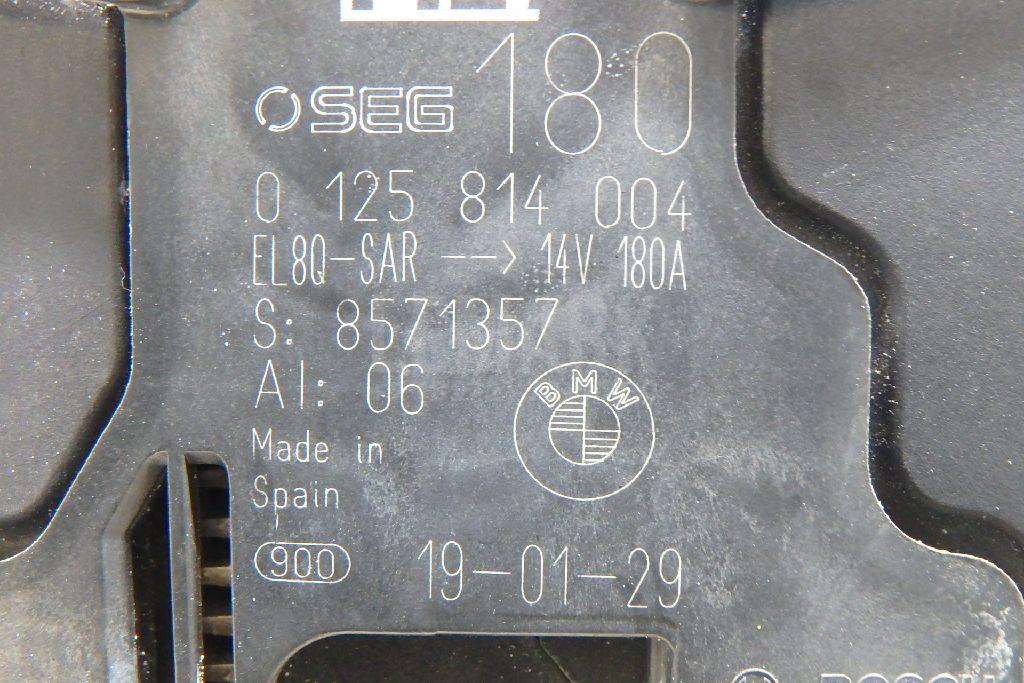 SEG 180
0 125 814 004
EL8Q-SAR --> 14V 180A
S: 8571357
AI: 06
BMW
Made in
Spain
900 19-01-29